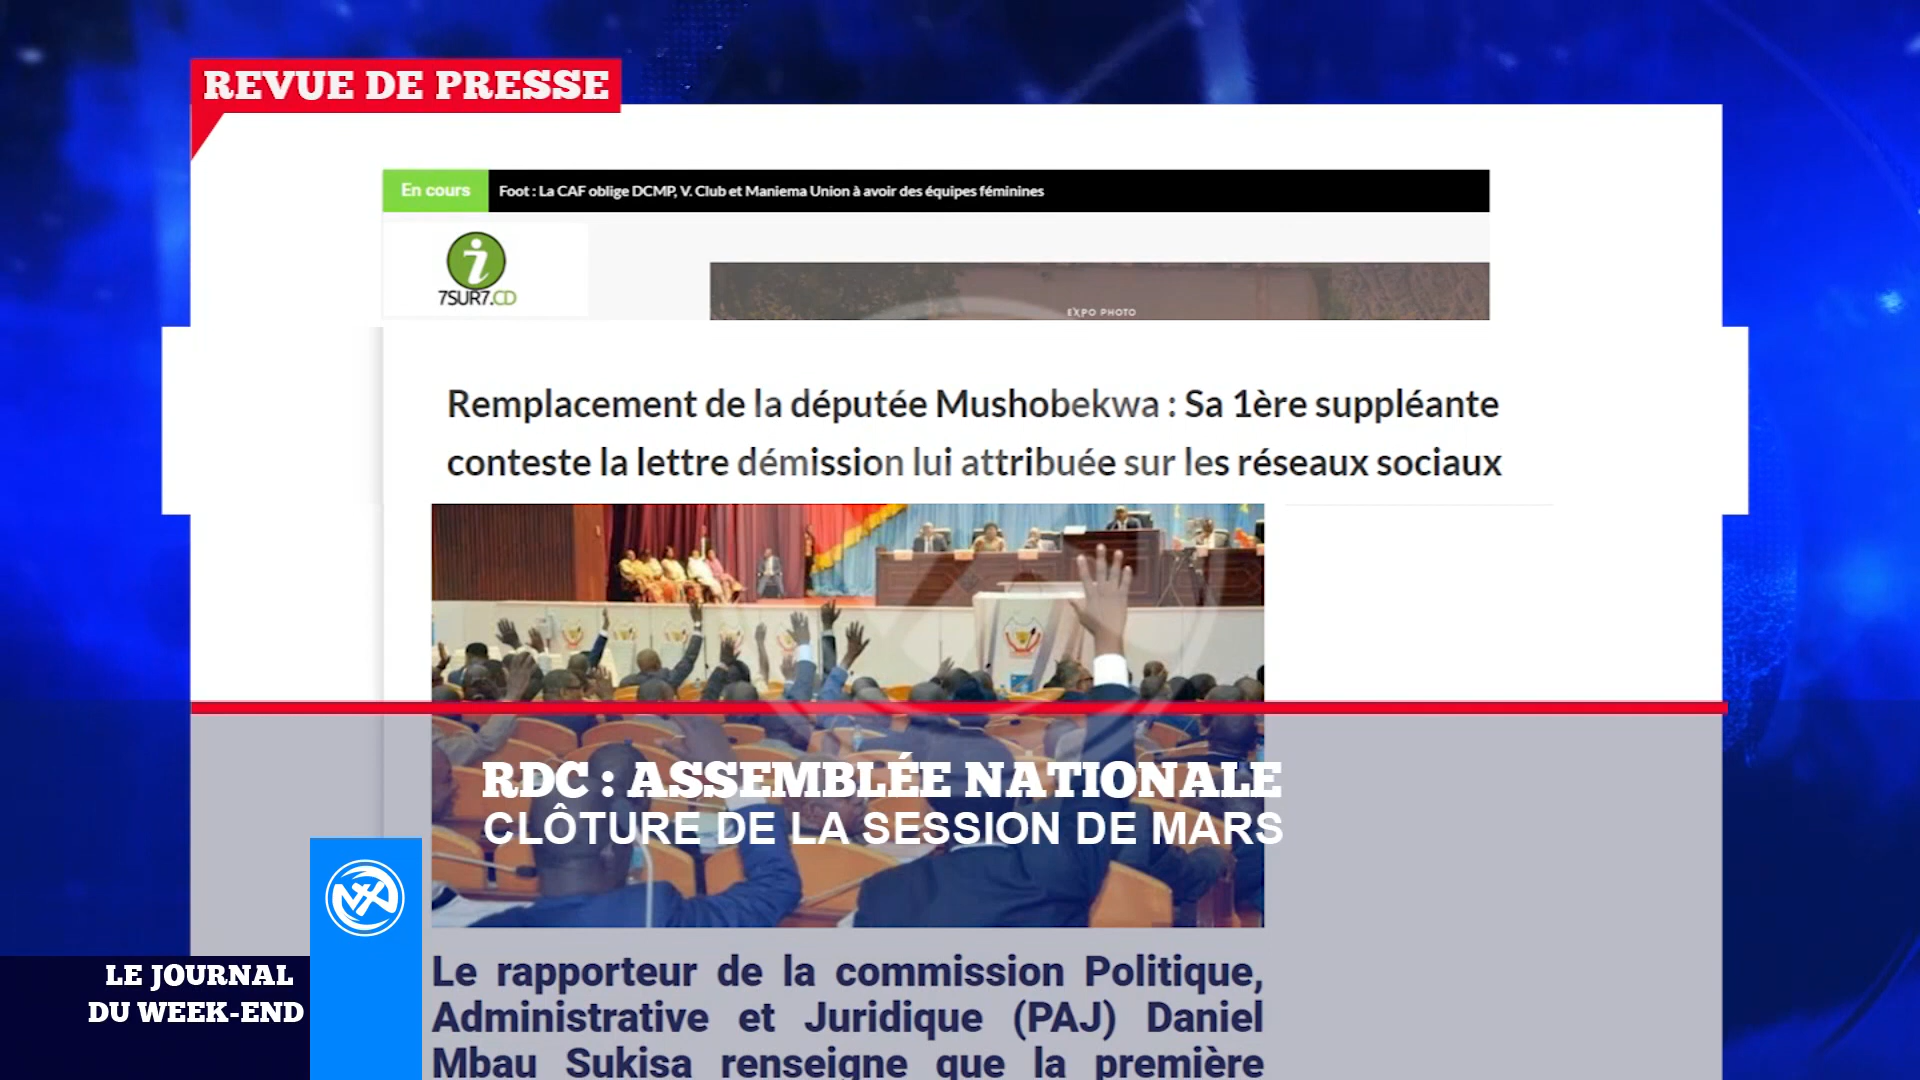 REVUE DE PRESSE
En cours
Foot : La CAF oblige DCMP, V. Club et Maniema Union à avoir des équipes féminines
7SUR7.CD
EXPO PHOTO
Remplacement de la députée Mushobekwa : Sa 1ère suppléante
conteste la lettre démission lui attribuée sur les réseaux sociaux
RDC : ASSEMBLÉE NATIONALE
CLÔTURE DE LA SESSION DE MARS
LE JOURNAL
DU WEEK-END
Le rapporteur de la commission Politique,
Administrative et Juridique (PAJ) Daniel
Mbau Sukisa renseigne que la première